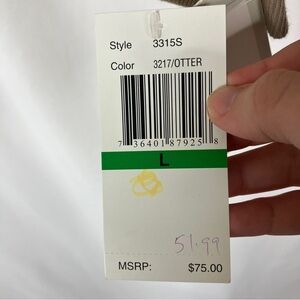 Style 3315S
Color 3217/OTTER
7 36401 87925 8
L
51.99
MSRP: $75.00